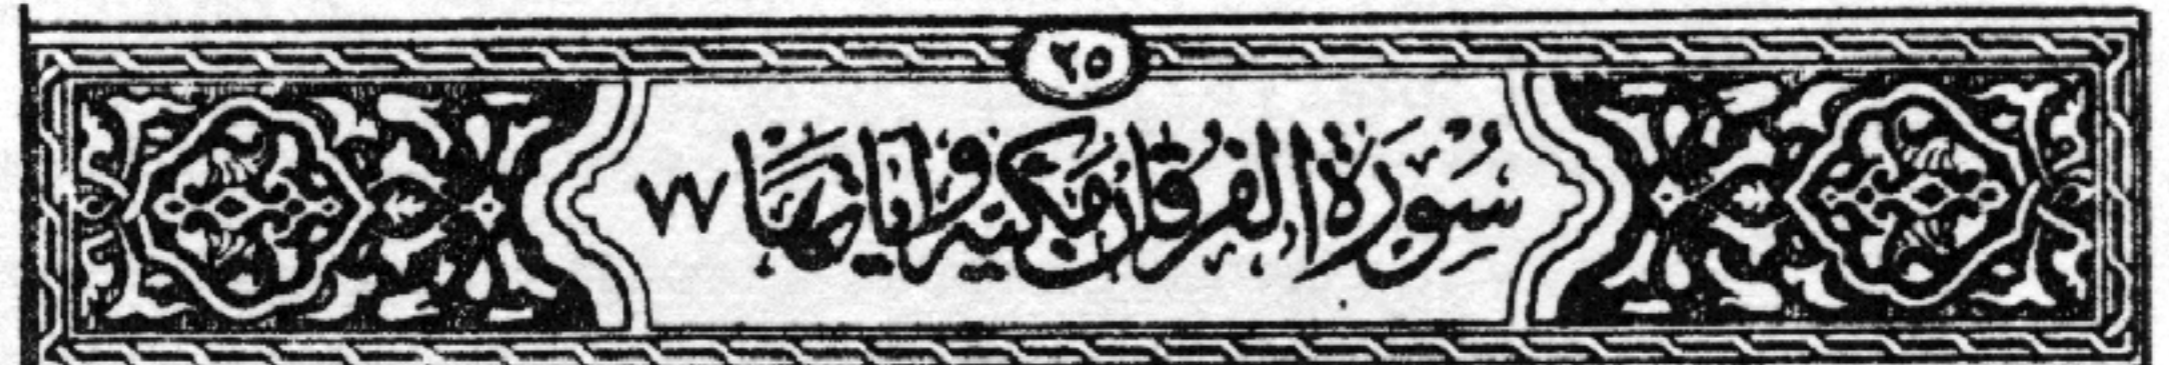 ٢٥
سُورَةُ الفُرقَانِ مَكِّيَّةٌ وَآيَاتُهَا ٧٧